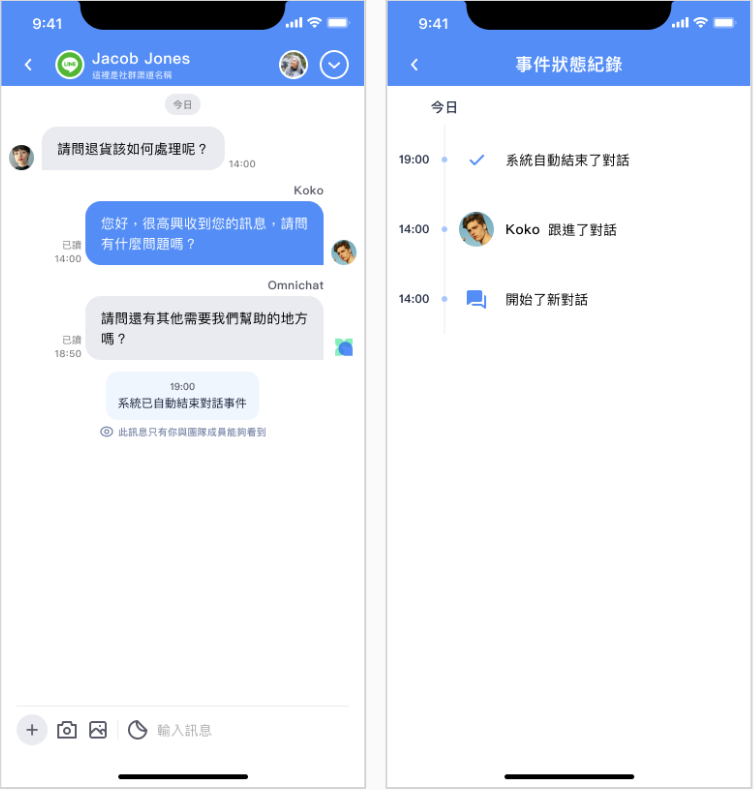 9:41
LINE
Jacob Jones
這裡是社群渠道名稱
今日
請問退貨該如何處理呢？
14:00
Koko
您好，很高興收到您的訊息，請問
有什麼問題嗎？
已讀
14:00
Omnichat
請問還有其他需要我們幫助的地方
嗎？
已讀
18:50
19:00
系統已自動結束對話事件
此訊息只有你與團隊成員能夠看到
輸入訊息
9:41
事件狀態紀錄
今日
19:00 系統自動結束了對話
14:00 Koko 跟進了對話
14:00 開始了新對話